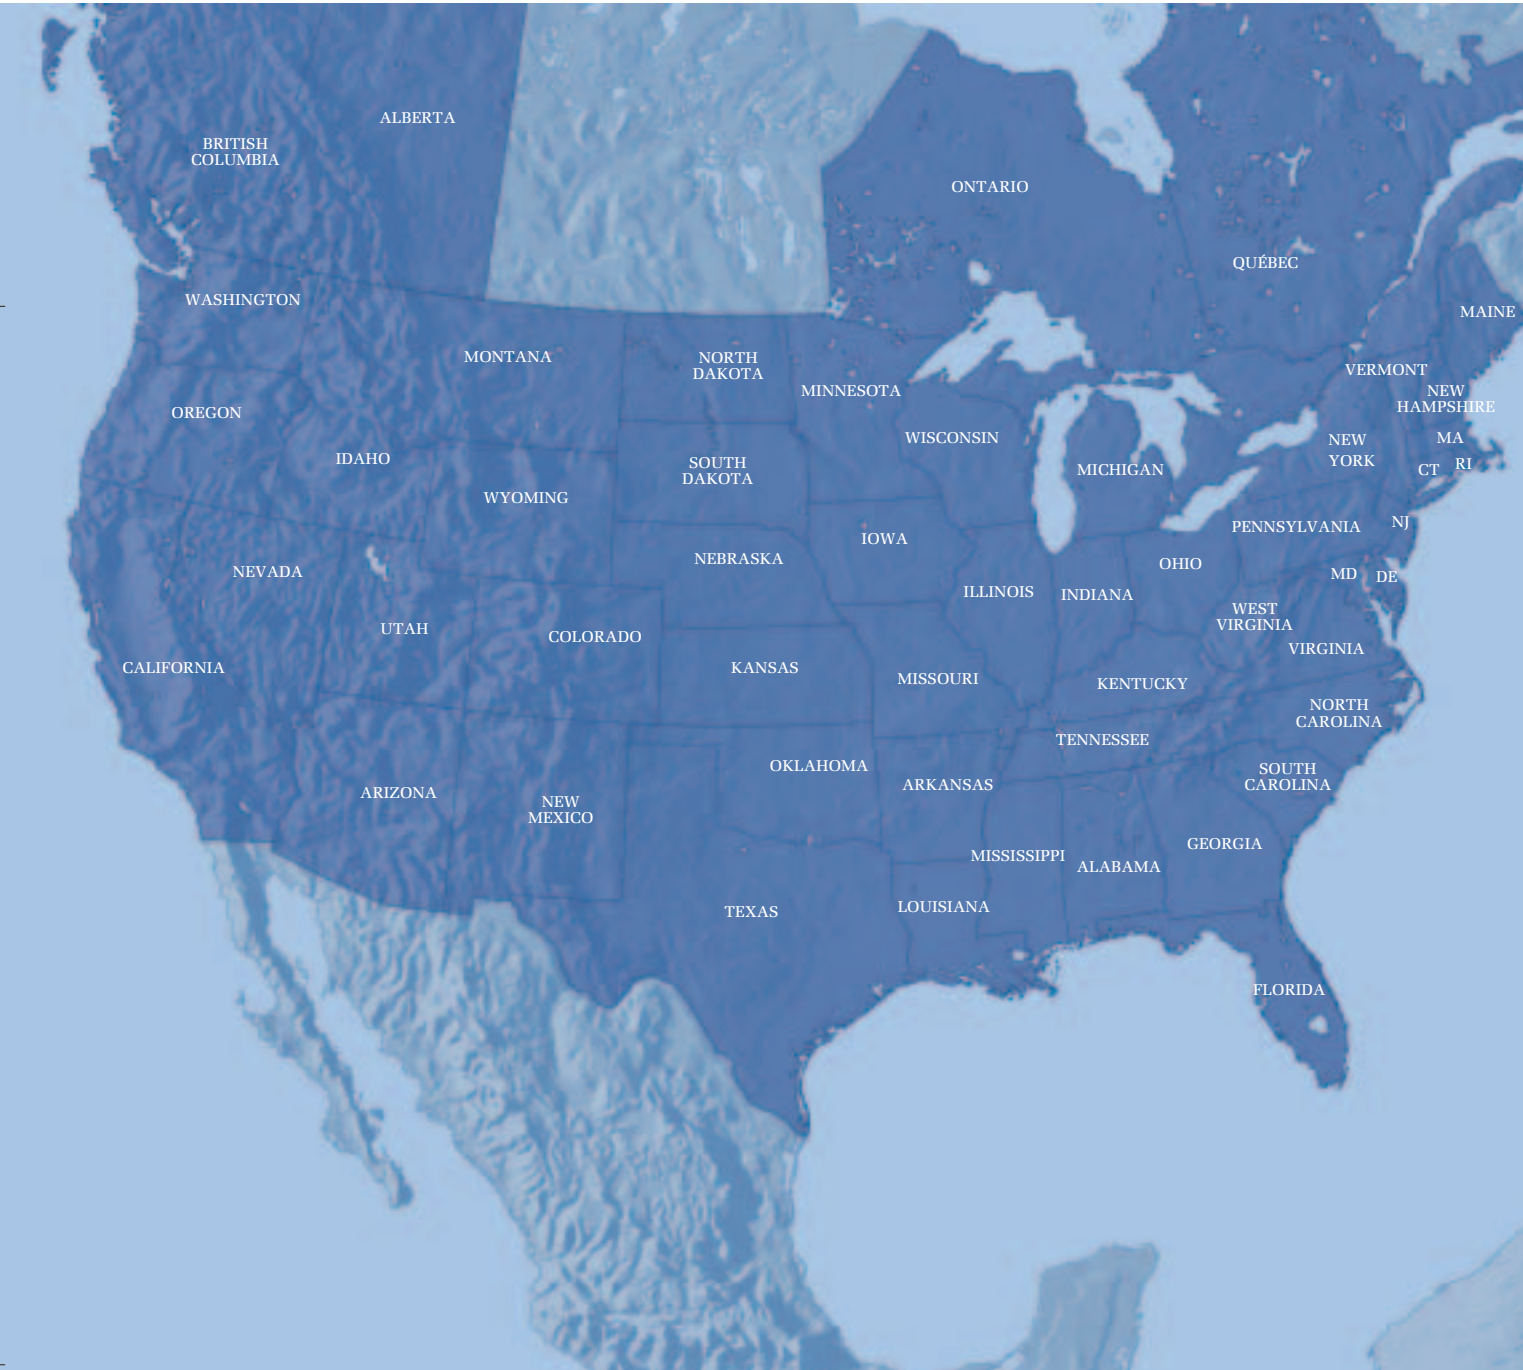 ALBERTA
BRITISH
COLUMBIA
ONTARIO
QUÉBEC
WASHINGTON
MAINE
MONTANA
NORTH
DAKOTA
VERMONT
MINNESOTA
NEW
HAMPSHIRE
OREGON
WISCONSIN
NEW
YORK
MA
IDAHO
SOUTH
DAKOTA
MICHIGAN
CT
RI
WYOMING
PENNSYLVANIA
NJ
IOWA
NEBRASKA
OHIO
NEVADA
MD
DE
ILLINOIS
INDIANA
WEST
VIRGINIA
UTAH
COLORADO
VIRGINIA
CALIFORNIA
KANSAS
MISSOURI
KENTUCKY
NORTH
CAROLINA
TENNESSEE
OKLAHOMA
SOUTH
CAROLINA
ARKANSAS
ARIZONA
NEW
MEXICO
GEORGIA
MISSISSIPPI
ALABAMA
TEXAS
LOUISIANA
FLORIDA